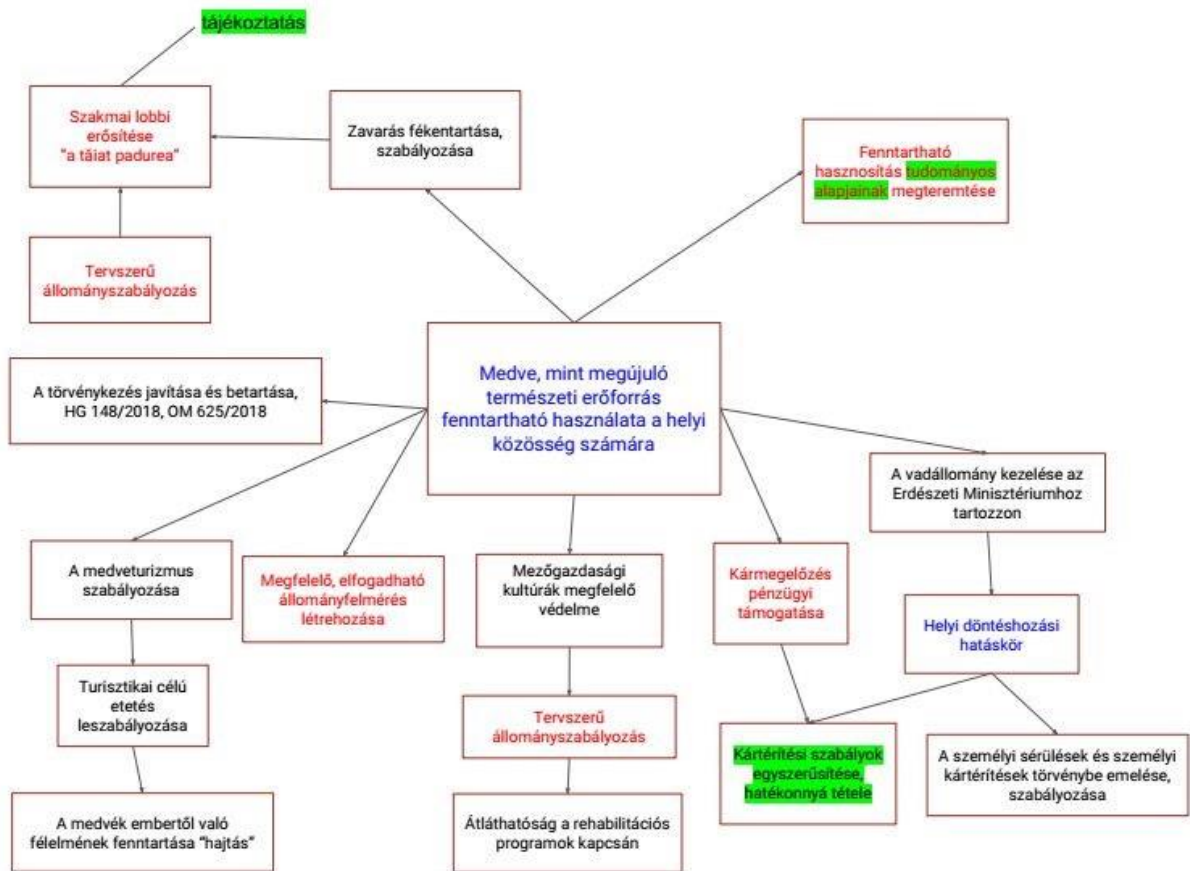 tájékoztatás
Szakmai lobbi
erősítése
"a tăiat padurea"
Zavarás fékentartása,
szabályozása
Fenntartható
hasznosítás tudományos
alapjainak megteremtése
Tervszerű
állományszabályozás
Medve, mint megújuló
természeti erőforrás
fenntartható használata a helyi
közösség számára
A törvénykezés javítása és betartása,
HG 148/2018, OM 625/2018
A vadállomány kezelése az
Erdészeti Minisztériumhoz
tartozzon
A medveturizmus
szabályozása
Megfelelő, elfogadható
állományfelmérés
létrehozása
Mezőgazdasági
kultúrák megfelelő
védelme
Kármegelőzés
pénzügyi
támogatása
Helyi döntéshozási
hatáskör
Turisztikai célú
etetés
leszabályozása
Tervszerű
állományszabályozás
Kártérítési szabályok
egyszerűsítése,
hatékonnyá tétele
A személyi sérülések és személyi
kártérítések törvénybe emelése,
szabályozása
A medvék embertől való
félelmének fenntartása "hajtás"
Átláthatóság a rehabilitációs
programok kapcsán